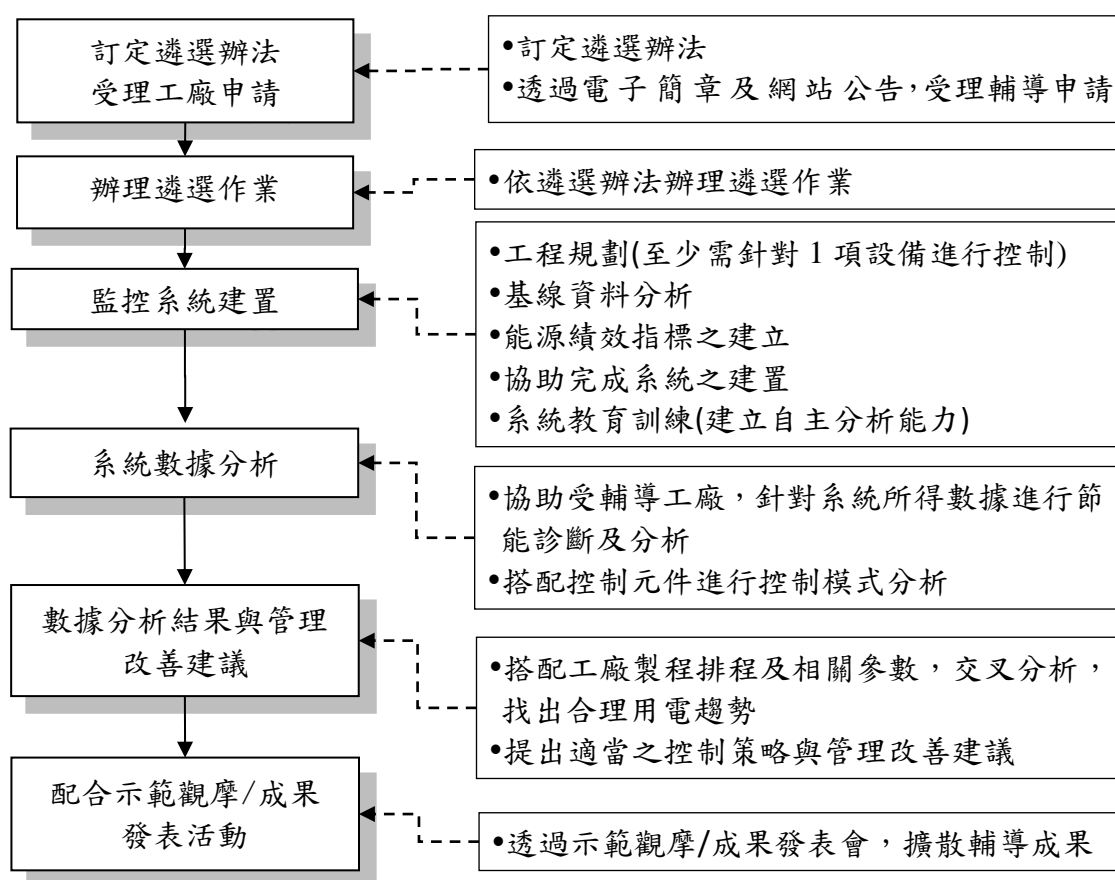 訂定遴選辦法
受理工廠申請
•訂定遴選辦法
•透過電子簡章及網站公告,受理輔導申請
辦理遴選作業
•依遴選辦法辦理遴選作業
監控系統建置
•工程規劃(至少需針對 1 項設備進行控制)
•基線資料分析
•能源績效指標之建立
•協助完成系統之建置
•系統教育訓練(建立自主分析能力)
系統數據分析
•協助受輔導工廠，針對系統所得數據進行節
能診斷及分析
•搭配控制元件進行控制模式分析
數據分析結果與管理
改善建議
•搭配工廠製程排程及相關參數，交叉分析，
找出合理用電趨勢
•提出適當之控制策略與管理改善建議
配合示範觀摩/成果
發表活動
•透過示範觀摩/成果發表會，擴散輔導成果